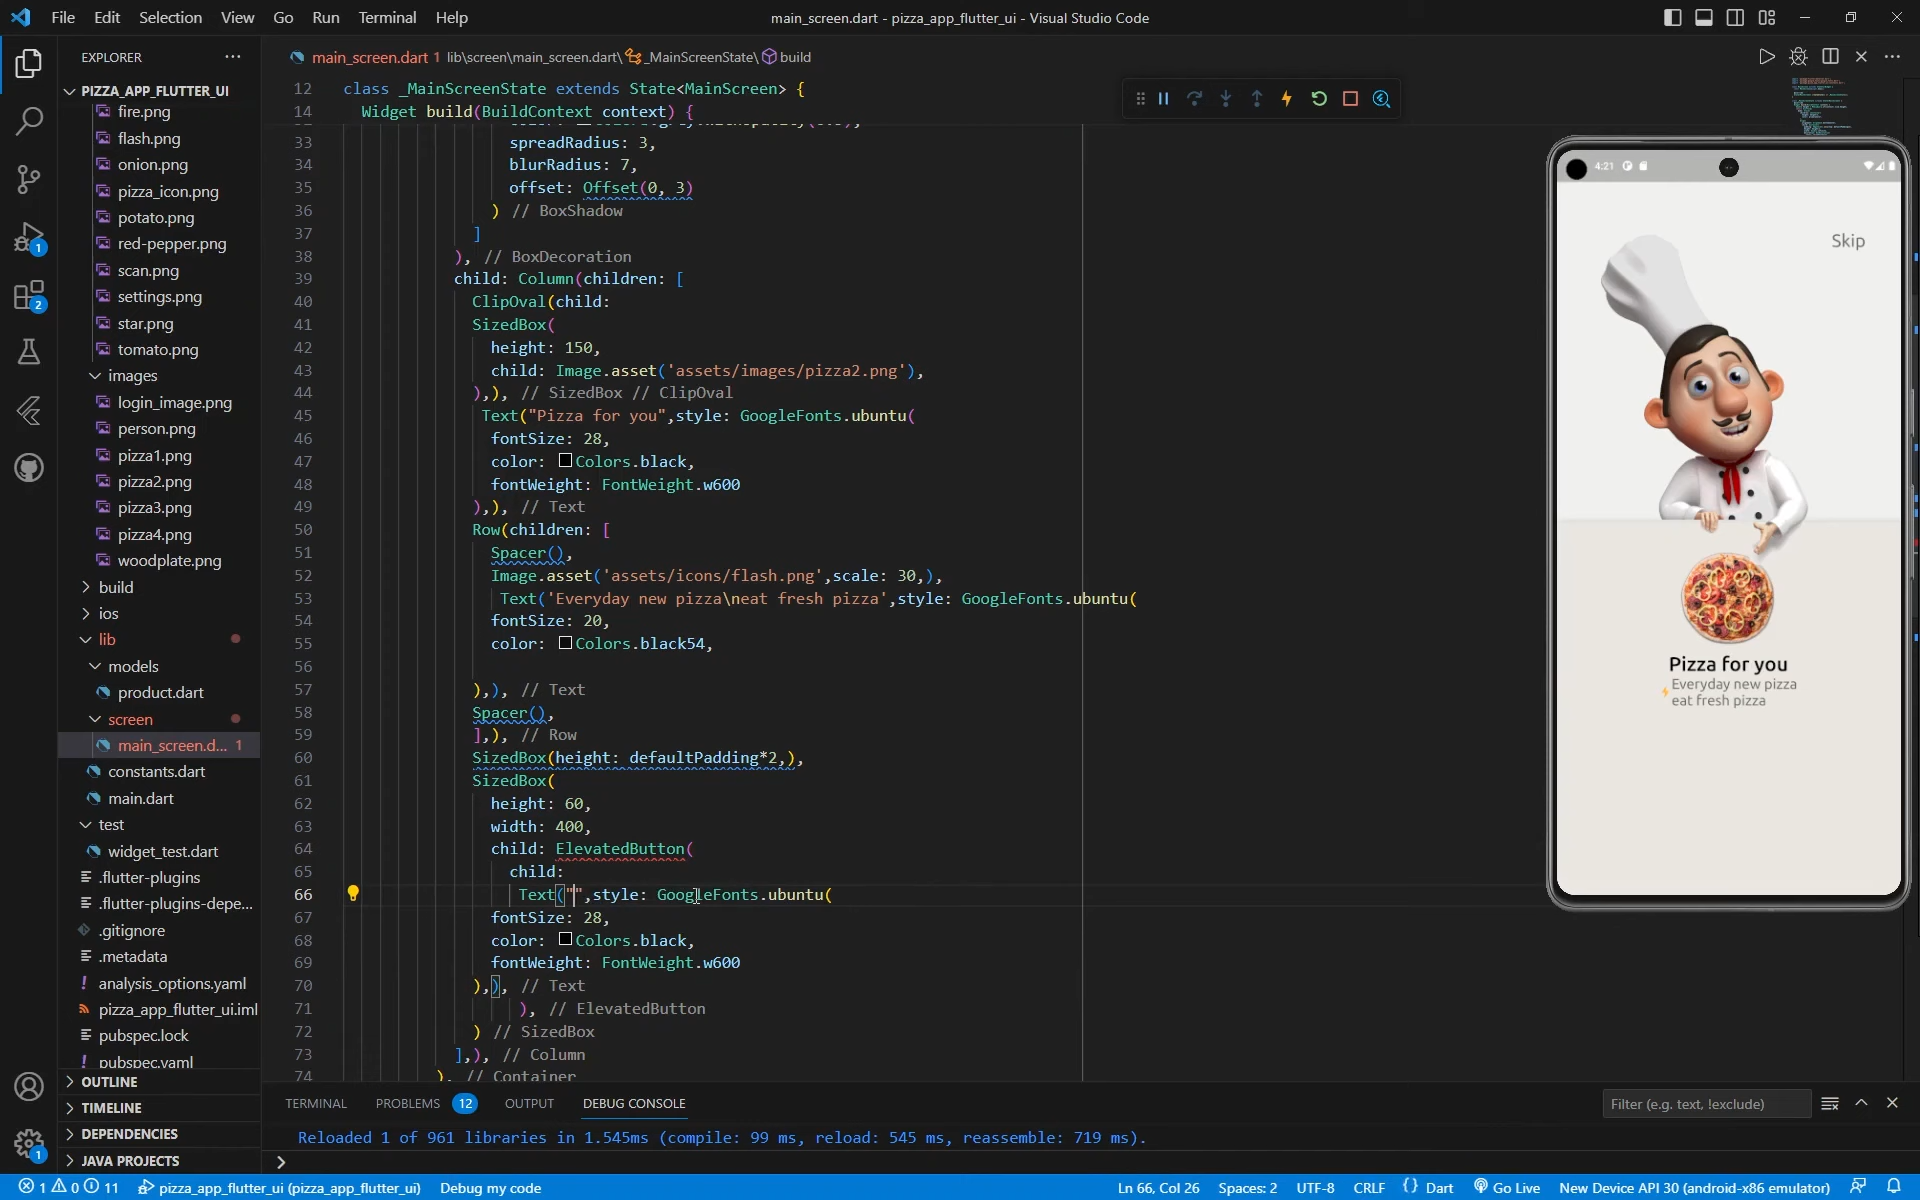 File Edit Selection View Go Run Terminal Help
main_screen.dart - pizza_app_flutter_ui - Visual Studio Code
EXPLORER
PIZZA_APP_FLUTTER_UI
fire.png
flash.png
onion.png
pizza_icon.png
potato.png
red-pepper.png
scan.png
settings.png
star.png
tomato.png
images
login_image.png
person.png
pizza1.png
pizza2.png
pizza3.png
pizza4.png
woodplate.png
build
ios
lib
models
product.dart
screen
main_screen.d... 1
constants.dart
main.dart
test
widget_test.dart
.flutter-plugins
.flutter-plugins-depe...
.gitignore
.metadata
analysis_options.yaml
pizza_app_flutter_ui.iml
pubspec.lock
pubspec.yaml
OUTLINE
TIMELINE
DEPENDENCIES
JAVA PROJECTS
1
2
1
main_screen.dart 1 lib\screen\main_screen.dart\ _MainScreenState\ build
12 class _MainScreenState extends State<MainScreen> {
14 Widget build(BuildContext context) {
33 spreadRadius: 3,
34 blurRadius: 7,
35 offset: Offset(0, 3)
36 ) // BoxShadow
37 ]
38 ), // BoxDecoration
39 child: Column(children: [
40 ClipOval(child:
41 SizedBox(
42 height: 150,
43 child: Image.asset('assets/images/pizza2.png'),
44 ),), // SizedBox // ClipOval
45 Text("Pizza for you",style: GoogleFonts.ubuntu(
46 fontSize: 28,
47 color: Colors.black,
48 fontWeight: FontWeight.w600
49 ),), // Text
50 Row(children: [
51 Spacer(),
52 Image.asset('assets/icons/flash.png',scale: 30,),
53 Text('Everyday new pizza\neat fresh pizza',style: GoogleFonts.ubuntu(
54 fontSize: 20,
55 color: Colors.black54,
56
57 ),), // Text
58 Spacer(),
59 ],), // Row
60 SizedBox(height: defaultPadding*2,),
61 SizedBox(
62 height: 60,
63 width: 400,
64 child: ElevatedButton(
65 child:
66 Text("",style: GoogleFonts.ubuntu(
67 fontSize: 28,
68 color: Colors.black,
69 fontWeight: FontWeight.w600
70 ),), // Text
71 ), // ElevatedButton
72 ) // SizedBox
73 ],), // Column
74 ), // Container
4:21
Skip
Pizza for you
Everyday new pizza
eat fresh pizza
TERMINAL PROBLEMS 12 OUTPUT DEBUG CONSOLE
Filter (e.g. text, !exclude)
Reloaded 1 of 961 libraries in 1.545ms (compile: 99 ms, reload: 545 ms, reassemble: 719 ms).
1 0 11 pizza_app_flutter_ui (pizza_app_flutter_ui) Debug my code
Ln 66, Col 26 Spaces: 2 UTF-8 CRLF {} Dart Go Live New Device API 30 (android-x86 emulator)